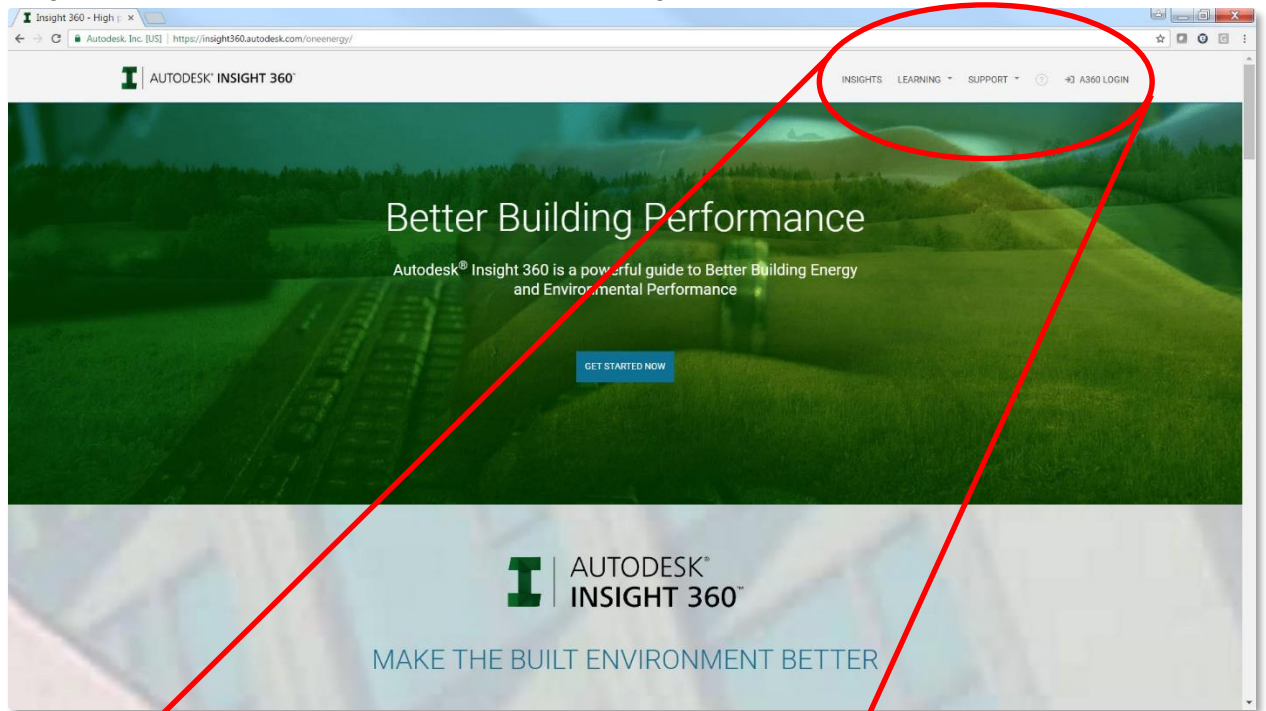 Insight 360 - High p
Autodesk, Inc. [US] | https://insight360.autodesk.com/oneenergy/
AUTODESK® INSIGHT 360™
INSIGHTS LEARNING SUPPORT ? A360 LOGIN
Better Building Performance
Autodesk® Insight 360 is a powerful guide to Better Building Energy
and Environmental Performance
GET STARTED NOW
AUTODESK®
INSIGHT 360™
MAKE THE BUILT ENVIRONMENT BETTER